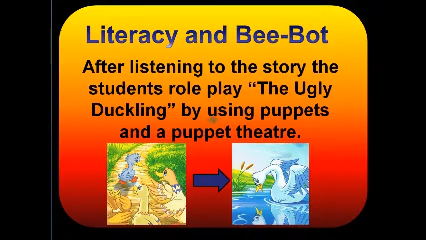 Literacy and Bee-Bot
After listening to the story the
students role play “The Ugly
Duckling” by using puppets
and a puppet theatre.